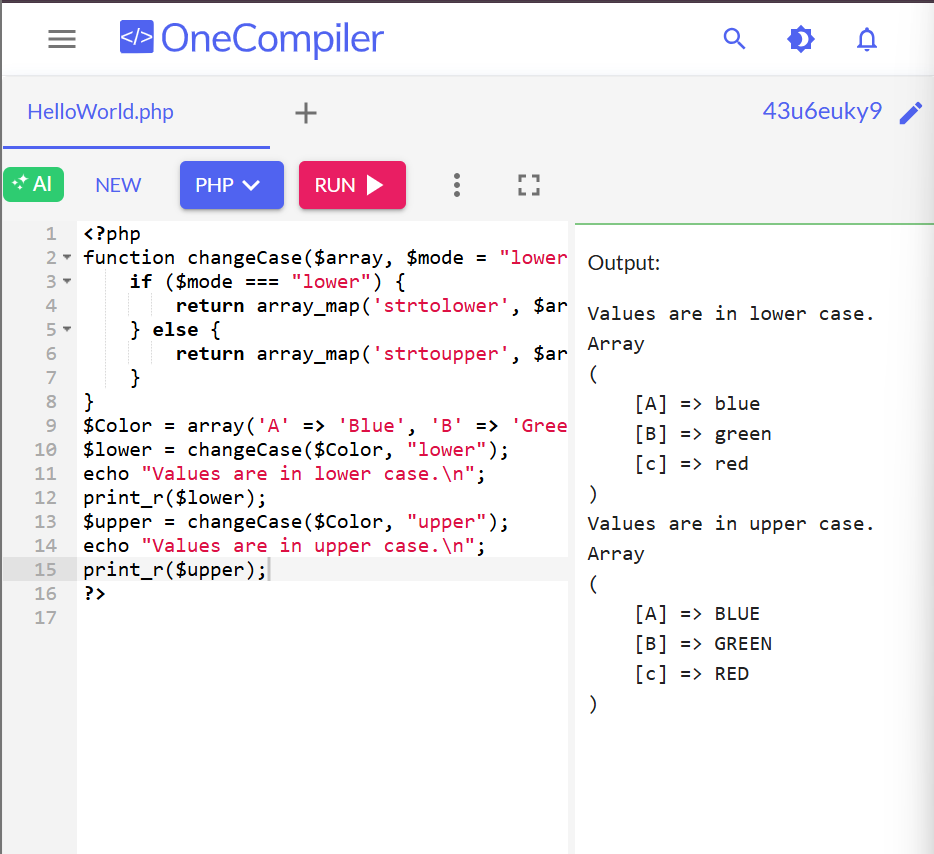 </> OneCompiler
HelloWorld.php +
43u6euky9
AI NEW PHP RUN
1 <?php
2 function changeCase($array, $mode = "lower
3     if ($mode === "lower") {
4         return array_map('strtolower', $ar
5     } else {
6         return array_map('strtoupper', $ar
7     }
8 }
9 $Color = array('A' => 'Blue', 'B' => 'Gree
10 $lower = changeCase($Color, "lower");
11 echo "Values are in lower case.\n";
12 print_r($lower);
13 $upper = changeCase($Color, "upper");
14 echo "Values are in upper case.\n";
15 print_r($upper);
16 ?>
17
Output:
Values are in lower case.
Array
(
    [A] => blue
    [B] => green
    [c] => red
)
Values are in upper case.
Array
(
    [A] => BLUE
    [B] => GREEN
    [c] => RED
)